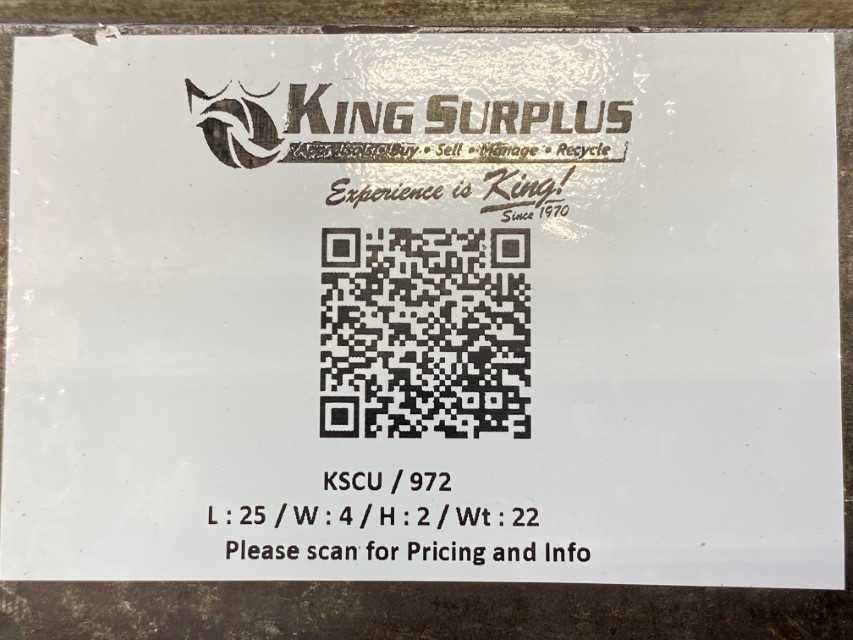 KING SURPLUS
Appraisals • Buy • Sell • Manage • Recycle
Experience is King!
Since 1970
KSCU / 972
L : 25 / W : 4 / H : 2 / Wt : 22
Please scan for Pricing and Info